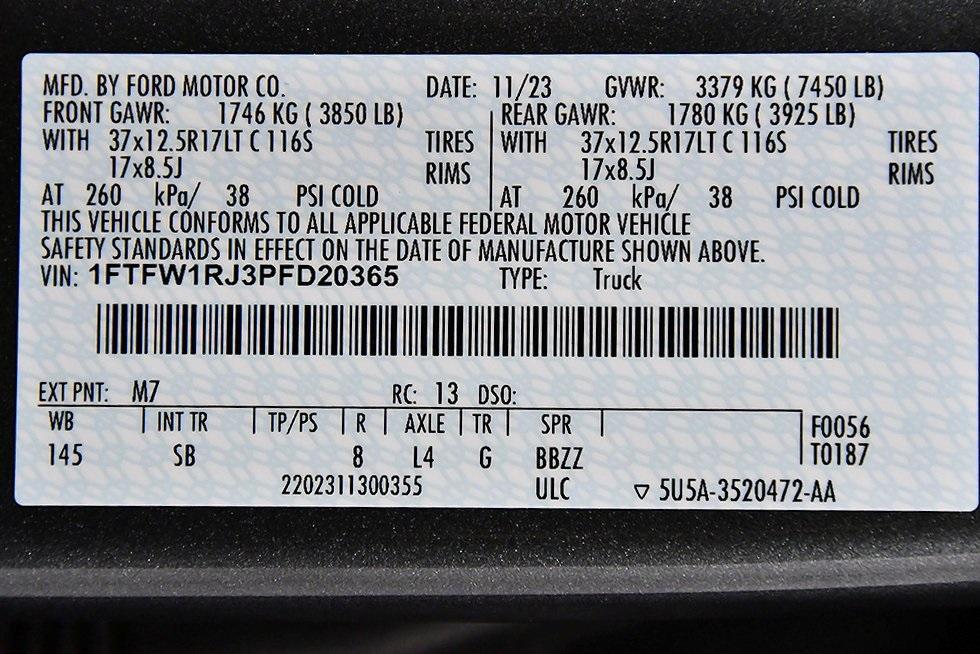 MFD. BY FORD MOTOR CO. DATE: 11/23 GVWR: 3379 KG ( 7450 LB)
FRONT GAWR: 1746 KG ( 3850 LB) REAR GAWR: 1780 KG ( 3925 LB)
WITH 37x12.5R17LT C 116S TIRES WITH 37x12.5R17LT C 116S TIRES
17x8.5J RIMS 17x8.5J RIMS
AT 260 kPa/ 38 PSI COLD AT 260 kPa/ 38 PSI COLD
THIS VEHICLE CONFORMS TO ALL APPLICABLE FEDERAL MOTOR VEHICLE
SAFETY STANDARDS IN EFFECT ON THE DATE OF MANUFACTURE SHOWN ABOVE.
VIN: 1FTFW1RJ3PFD20365 TYPE: Truck
EXT PNT: M7 RC: 13 DSO:
WB INT TR TP/PS R AXLE TR SPR F0056
145 SB 8 L4 G BBZZ T0187
2202311300355 ULC ▽ 5U5A-3520472-AA